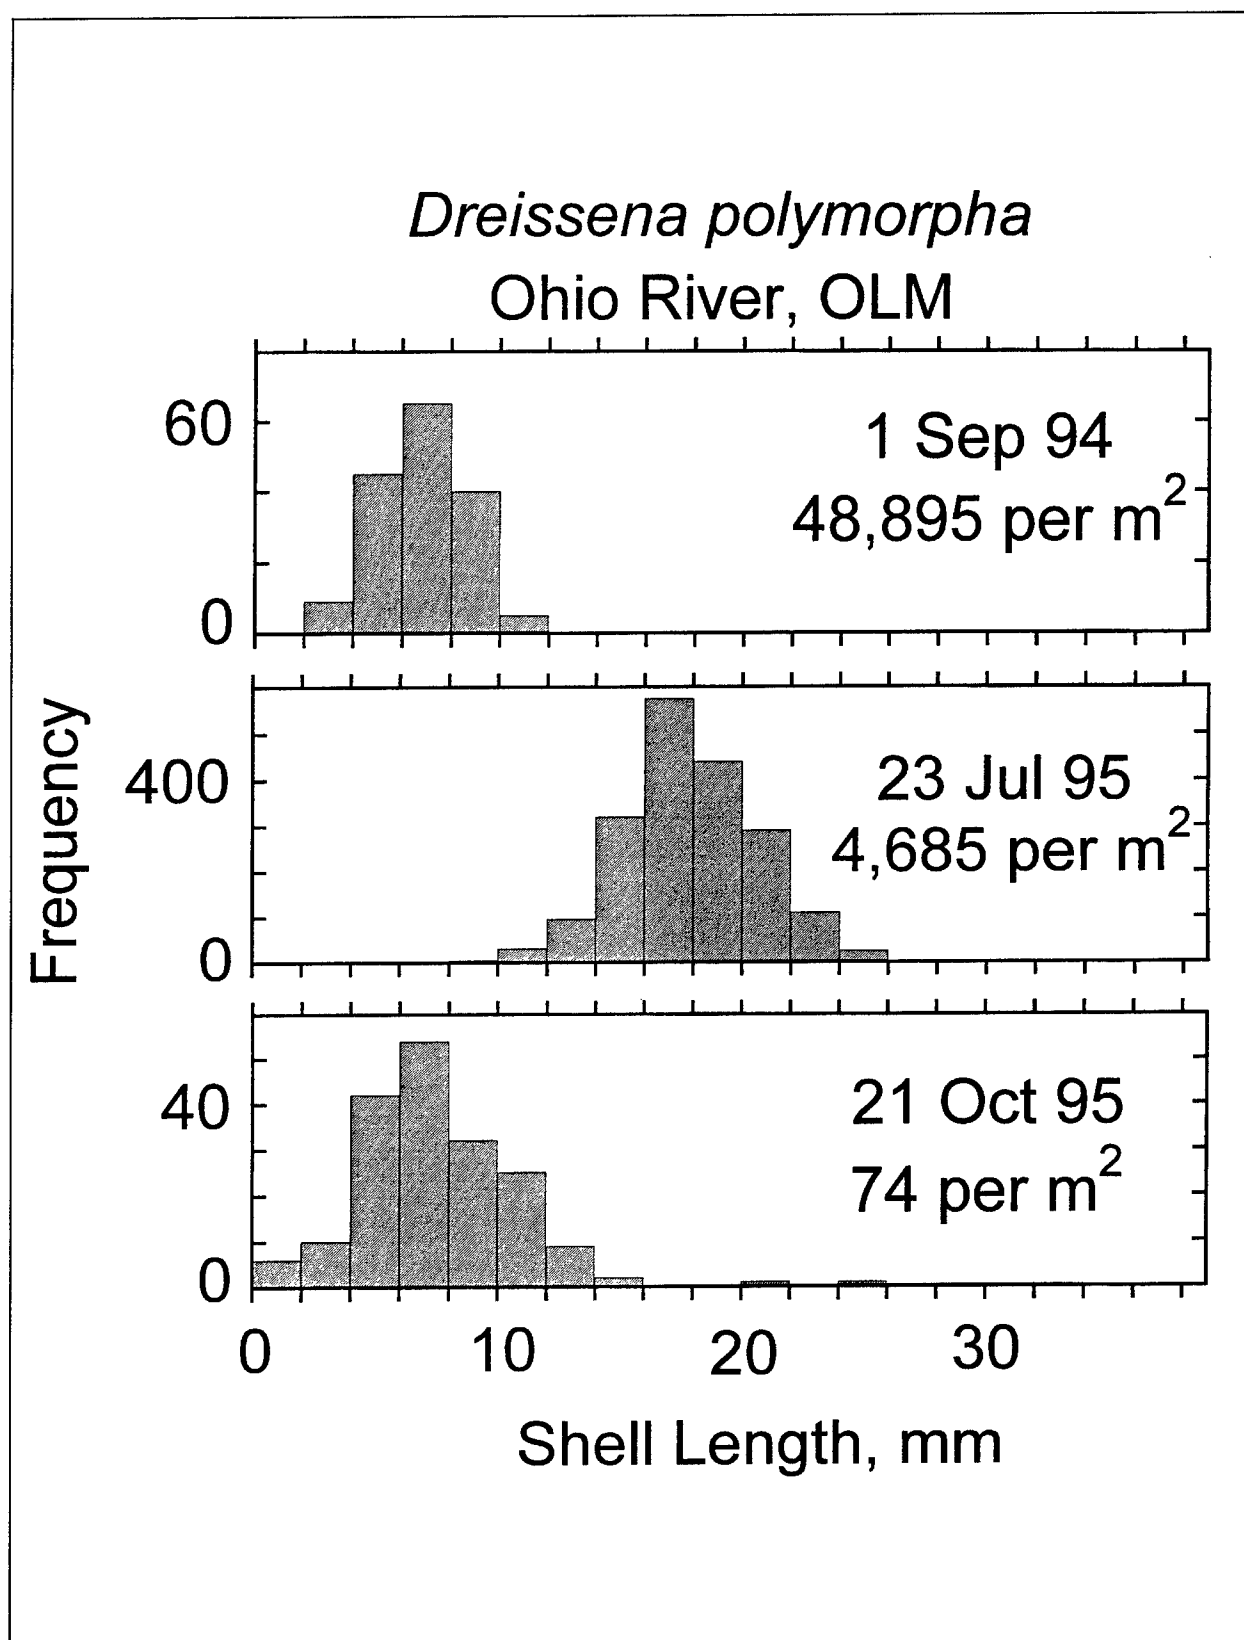 Dreissena polymorpha
Ohio River, OLM
60
0
1 Sep 94
48,895 per m²
Frequency
400
0
23 Jul 95
4,685 per m²
40
0
21 Oct 95
74 per m²
0 10 20 30
Shell Length, mm